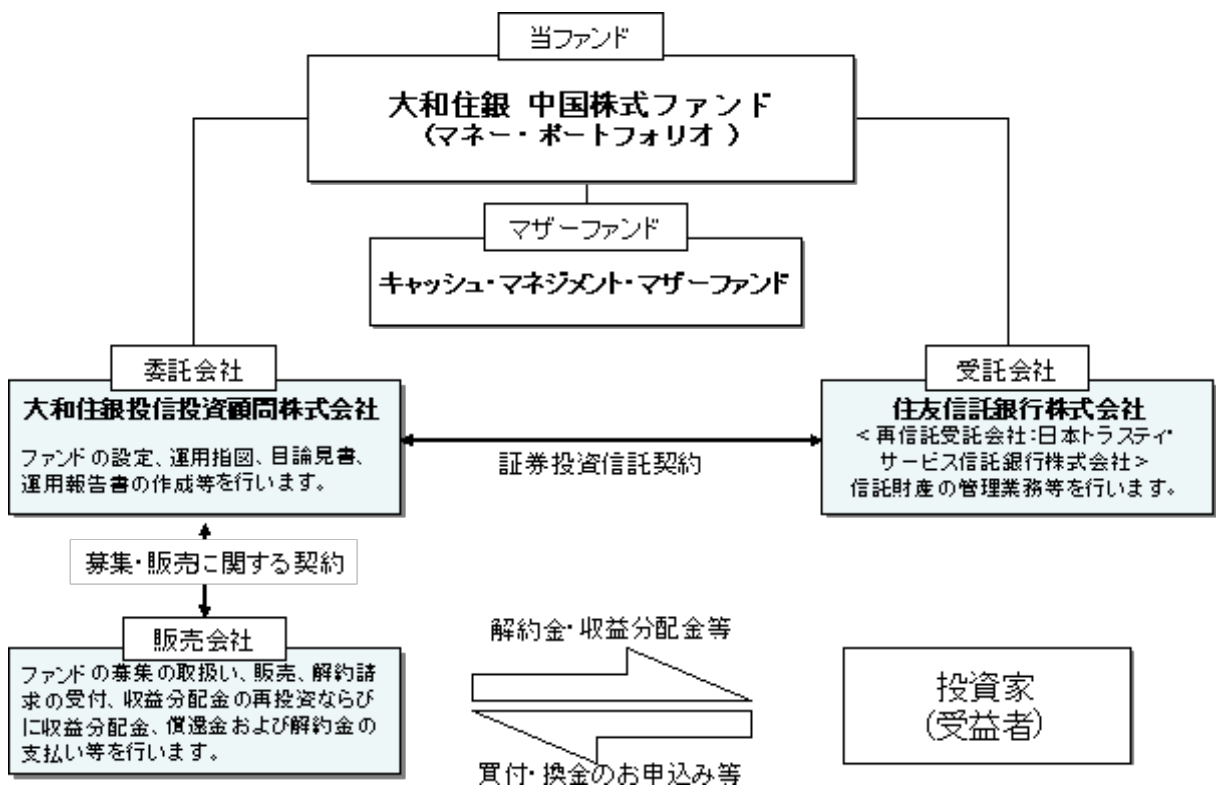 当ファンド
大和住銀 中国株式ファンド
(マネー・ポートフォリオ )
マザーファンド
キャッシュ・マネジメント・マザーファンド
委託会社
大和住銀投信投資顧問株式会社
ファンドの設定、運用指図、目論見書、
運用報告書の作成等を行います。
証券投資信託契約
受託会社
住友信託銀行株式会社
<再信託受託会社:日本トラスティ・
サービス信託銀行株式会社>
信託財産の管理業務等を行います。
募集・販売に関する契約
販売会社
ファンドの募集の取扱い、販売、解約請
求の受付、収益分配金の再投資ならび
に収益分配金、償還金および解約金の
支払い等を行います。
解約金・収益分配金等
買付・換金のお申込み等
投資家
(受益者)